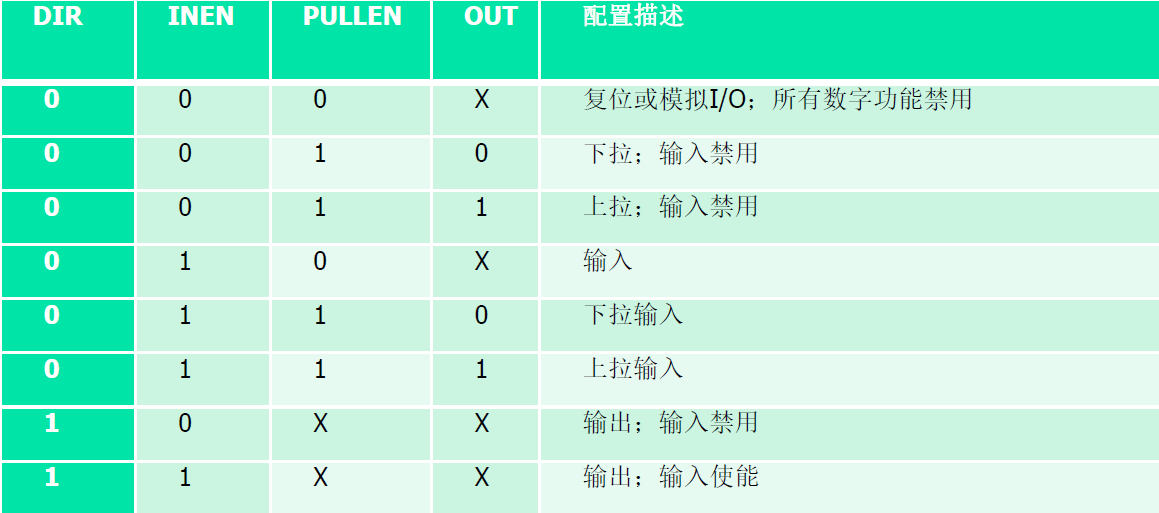 DIR INEN PULLEN OUT 配置描述
0 0 0 X 复位或模拟I/O；所有数字功能禁用
0 0 1 0 下拉；输入禁用
0 0 1 1 上拉；输入禁用
0 1 0 X 输入
0 1 1 0 下拉输入
0 1 1 1 上拉输入
1 0 X X 输出；输入禁用
1 1 X X 输出；输入使能